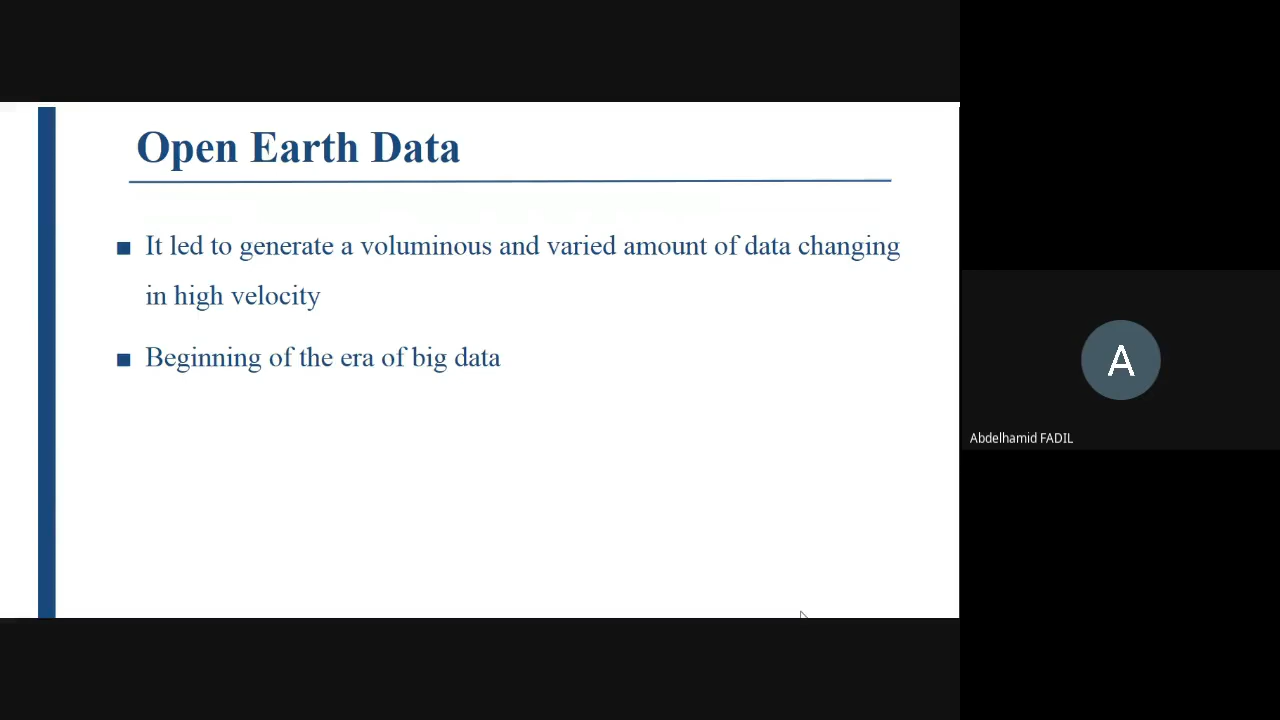 Open Earth Data
It led to generate a voluminous and varied amount of data changing
in high velocity
Beginning of the era of big data
A
Abdelhamid FADIL